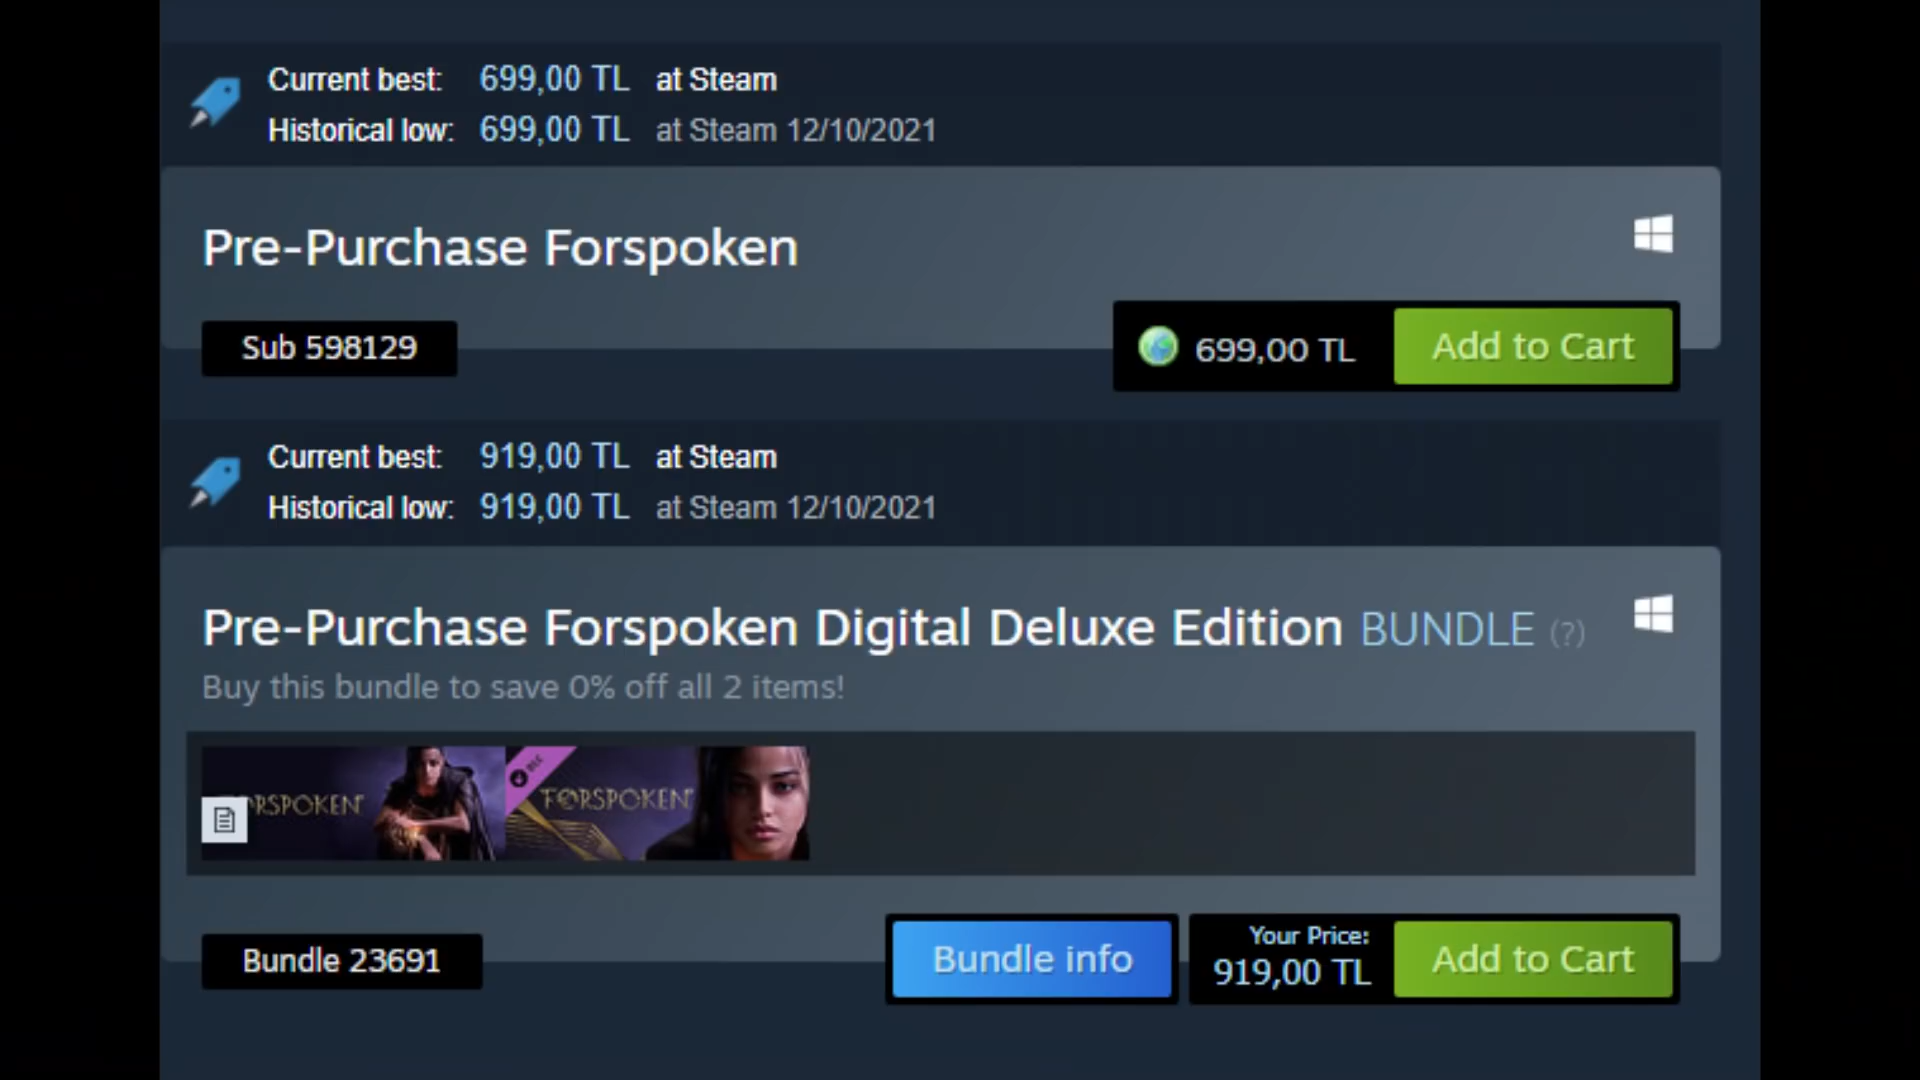 Current best: 699,00 TL at Steam
Historical low: 699,00 TL at Steam 12/10/2021
Pre-Purchase Forspoken
Sub 598129
699,00 TL
Add to Cart
Current best: 919,00 TL at Steam
Historical low: 919,00 TL at Steam 12/10/2021
Pre-Purchase Forspoken Digital Deluxe Edition BUNDLE (?)
Buy this bundle to save 0% off all 2 items!
RSPOKEN
DLC
FORSPOKEN
Bundle 23691
Bundle info
Your Price:
919,00 TL
Add to Cart